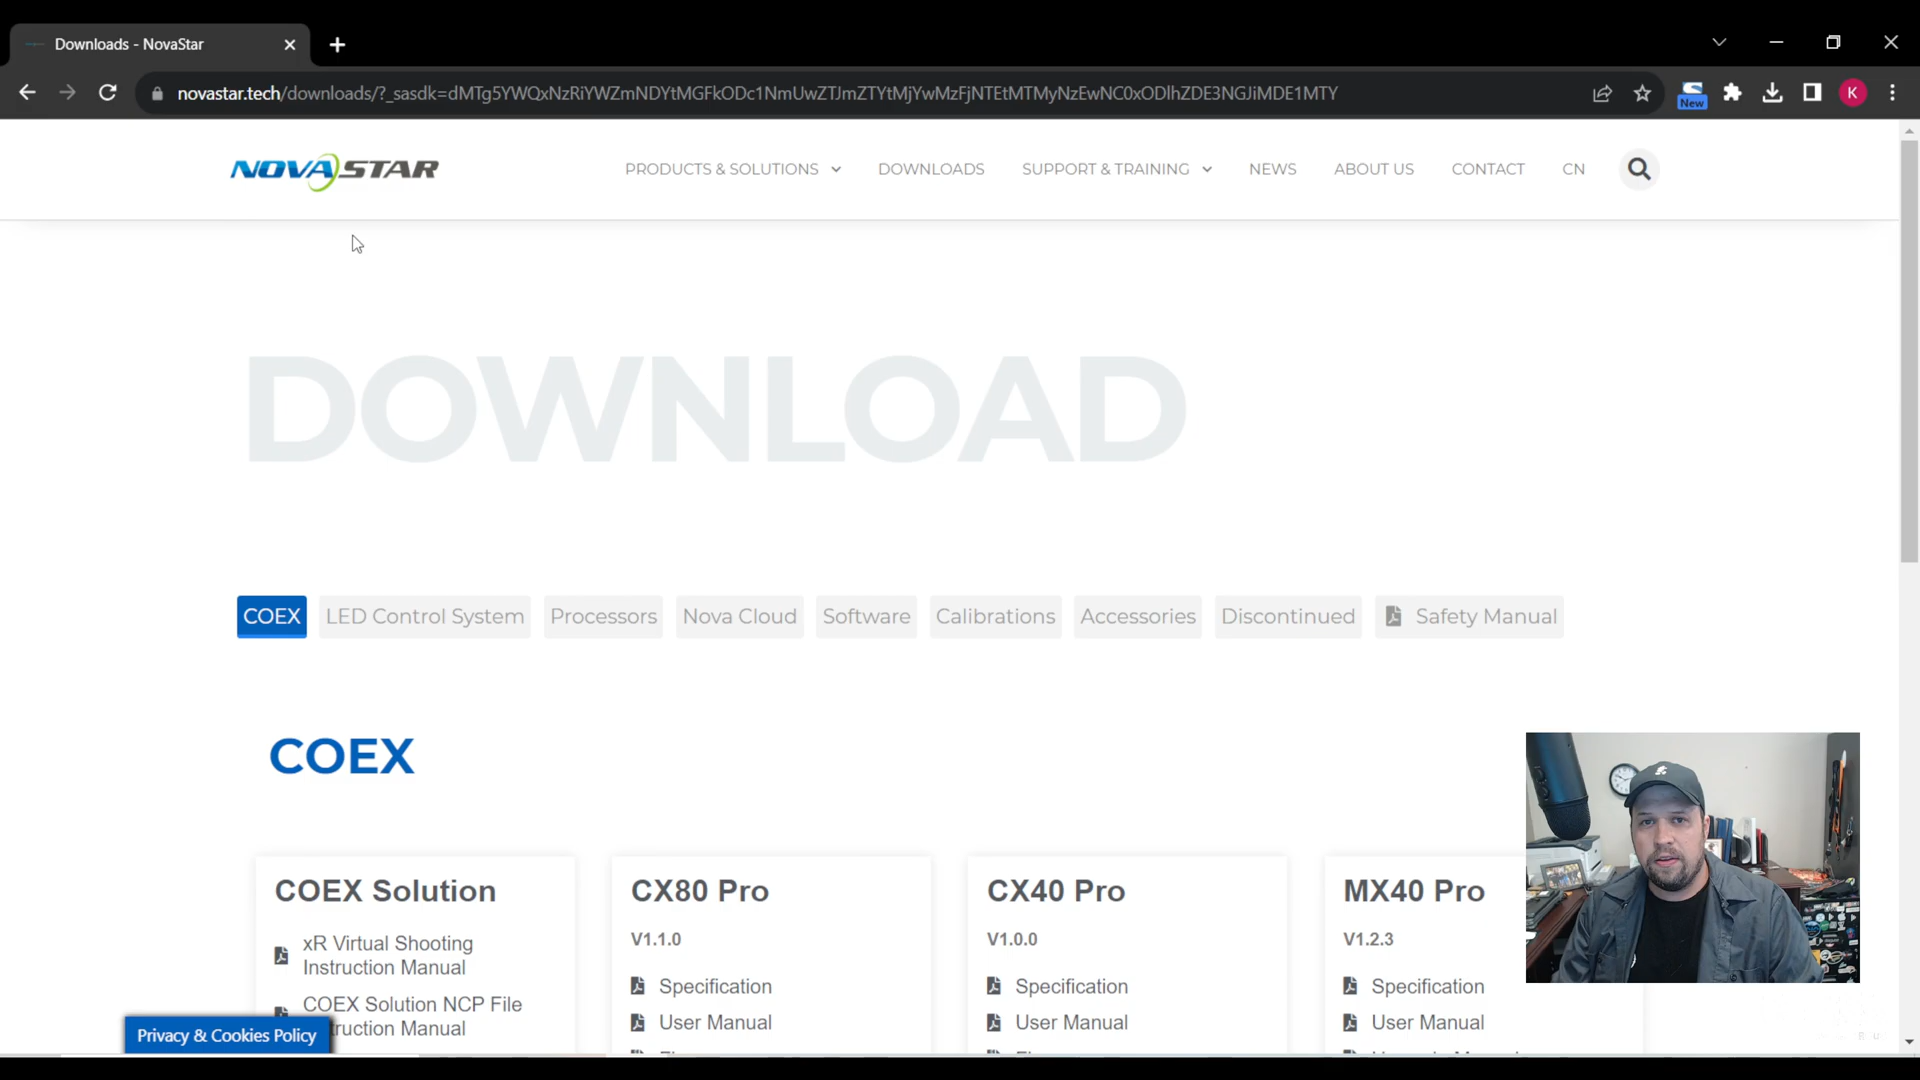 Downloads - NovaStar
novastar.tech/downloads/?_sasdk=dMTg5YWQxNzRiYWZmNDYtMGFkODc1NmUwZTJmZTYtMjYwMzFjNTEtMTMyNzEwNC0xODlhZDE3NGJiMDE1MTY
New
K
NOVASTAR
PRODUCTS & SOLUTIONS
DOWNLOADS
SUPPORT & TRAINING
NEWS
ABOUT US
CONTACT
CN
DOWNLOAD
COEX
LED Control System
Processors
Nova Cloud
Software
Calibrations
Accessories
Discontinued
Safety Manual
COEX
COEX Solution
xR Virtual Shooting
Instruction Manual
COEX Solution NCP File
truction Manual
CX80 Pro
V1.1.0
Specification
User Manual
CX40 Pro
V1.0.0
Specification
User Manual
MX40 Pro
V1.2.3
Specification
User Manual
Privacy & Cookies Policy